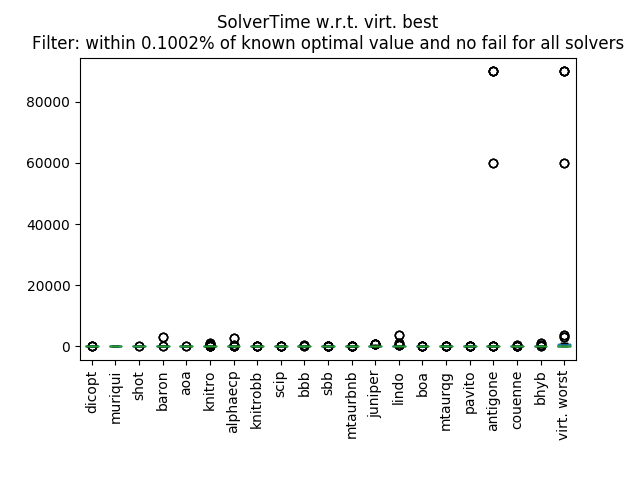 SolverTime w.r.t. virt. best
Filter: within 0.1002% of known optimal value and no fail for all solvers
80000
60000
40000
20000
0
dicopt
muriqui
shot
baron
aoa
knitro
alphaecp
knitrobb
scip
bbb
sbb
mtaurbnb
juniper
lindo
boa
mtaurqg
pavito
antigone
couenne
bhyb
virt. worst